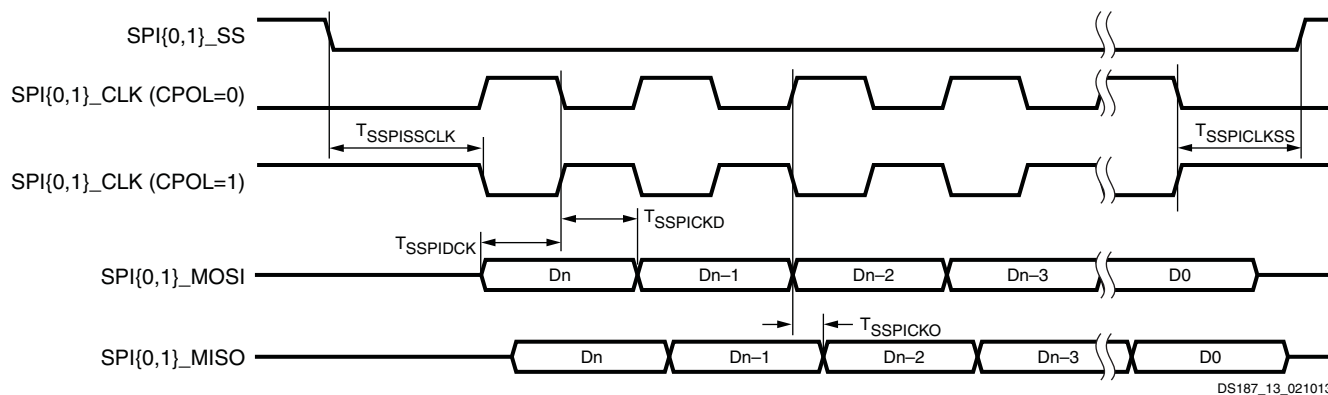 SPI{0,1}_SS
SPI{0,1}_CLK (CPOL=0)
TSSPISSCLK
TSSPICLKSS
SPI{0,1}_CLK (CPOL=1)
TSSPICKD
TSSPIDCK
SPI{0,1}_MOSI
Dn Dn–1 Dn–2 Dn–3 D0
TSSPICKO
SPI{0,1}_MISO
Dn Dn–1 Dn–2 Dn–3 D0
DS187_13_021013